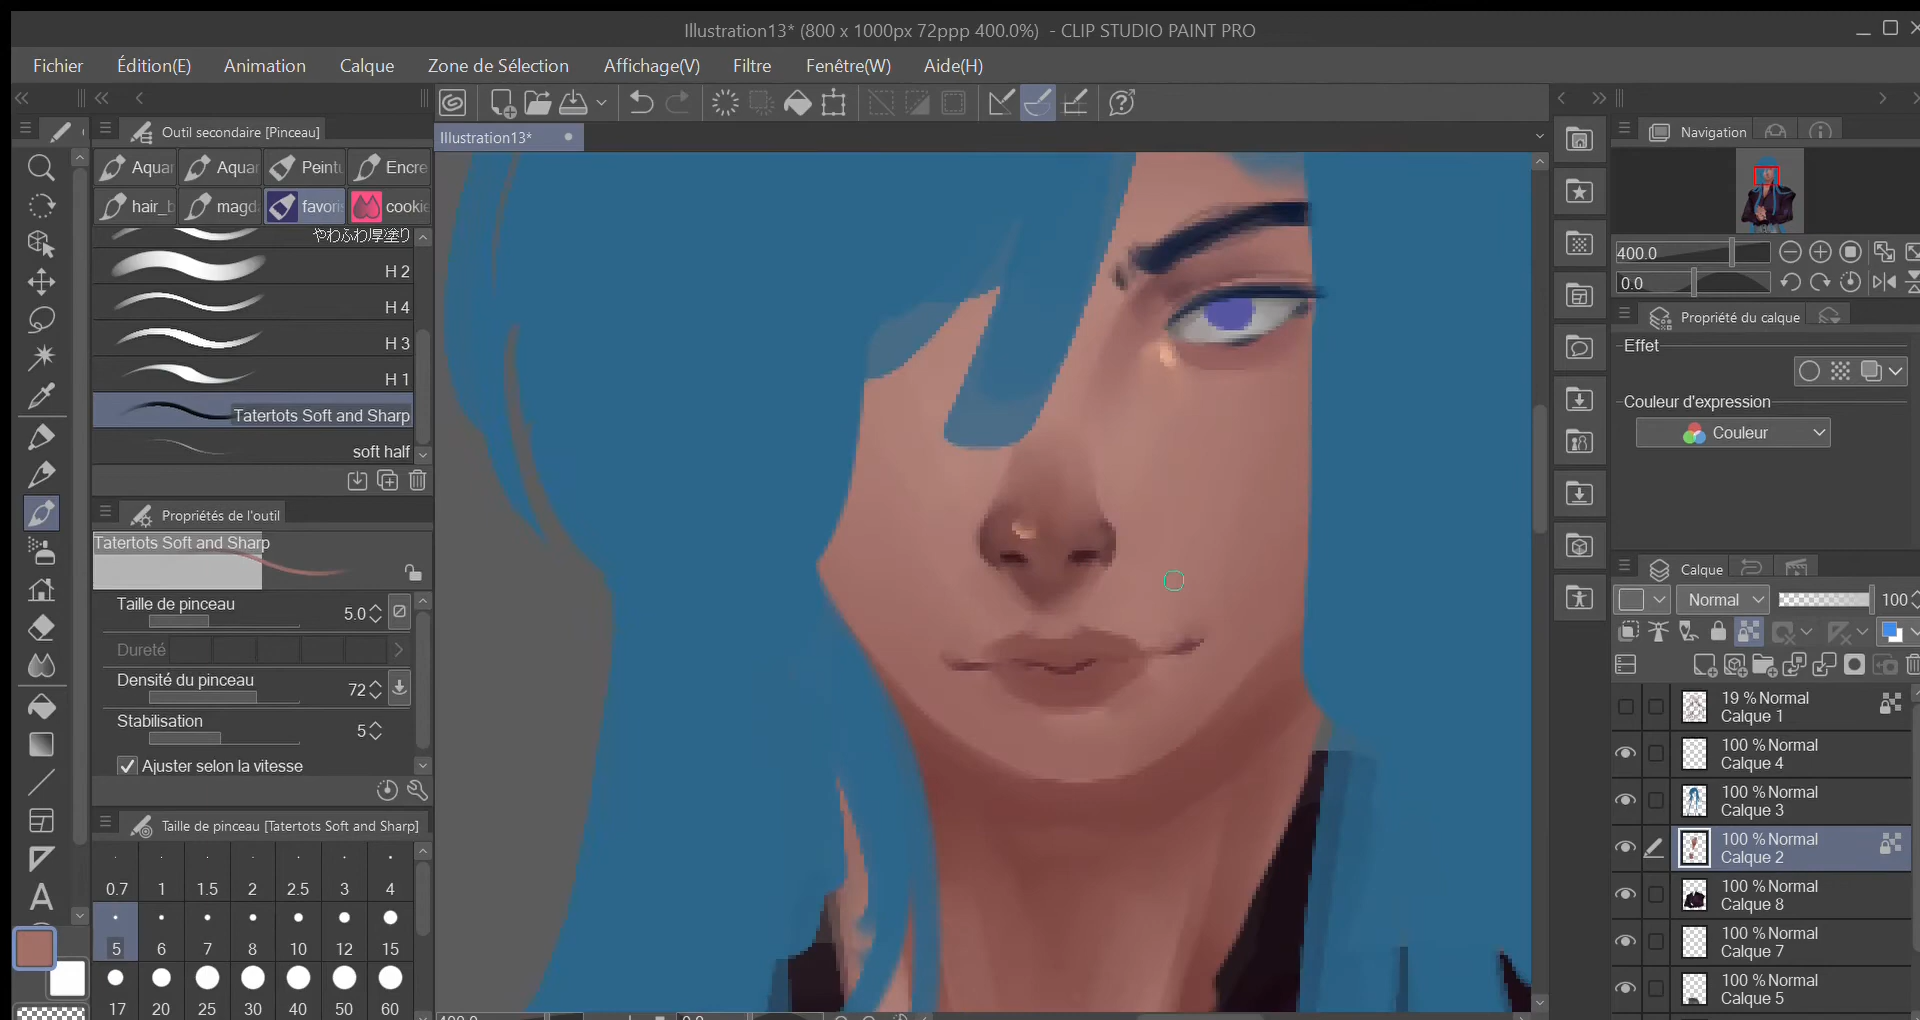 Illustration13* (800 x 1000px 72ppp 400.0%) - CLIP STUDIO PAINT PRO
Fichier Édition(E) Animation Calque Zone de Sélection Affichage(V) Filtre Fenêtre(W) Aide(H)
Outil secondaire [Pinceau]
Illustration13*
Navigation
Aquar Aquar Peintu Encre
hair_b magd favoris cookie
やわふわ厚塗り
H 2
H 4
H 3
H 1
Tatertots Soft and Sharp
soft half
Propriétés de l'outil
Tatertots Soft and Sharp
Taille de pinceau 5.0
Dureté
Densité du pinceau 72
Stabilisation 5
Ajuster selon la vitesse
Taille de pinceau [Tatertots Soft and Sharp]
0.7 1 1.5 2 2.5 3 4
5 6 7 8 10 12 15
17 20 25 30 40 50 60
A
400.0
0.0
Propriété du calque
Effet
Couleur d'expression
Couleur
Calque
Normal 100
19 % Normal
Calque 1
100 % Normal
Calque 4
100 % Normal
Calque 3
100 % Normal
Calque 2
100 % Normal
Calque 8
100 % Normal
Calque 7
100 % Normal
Calque 5